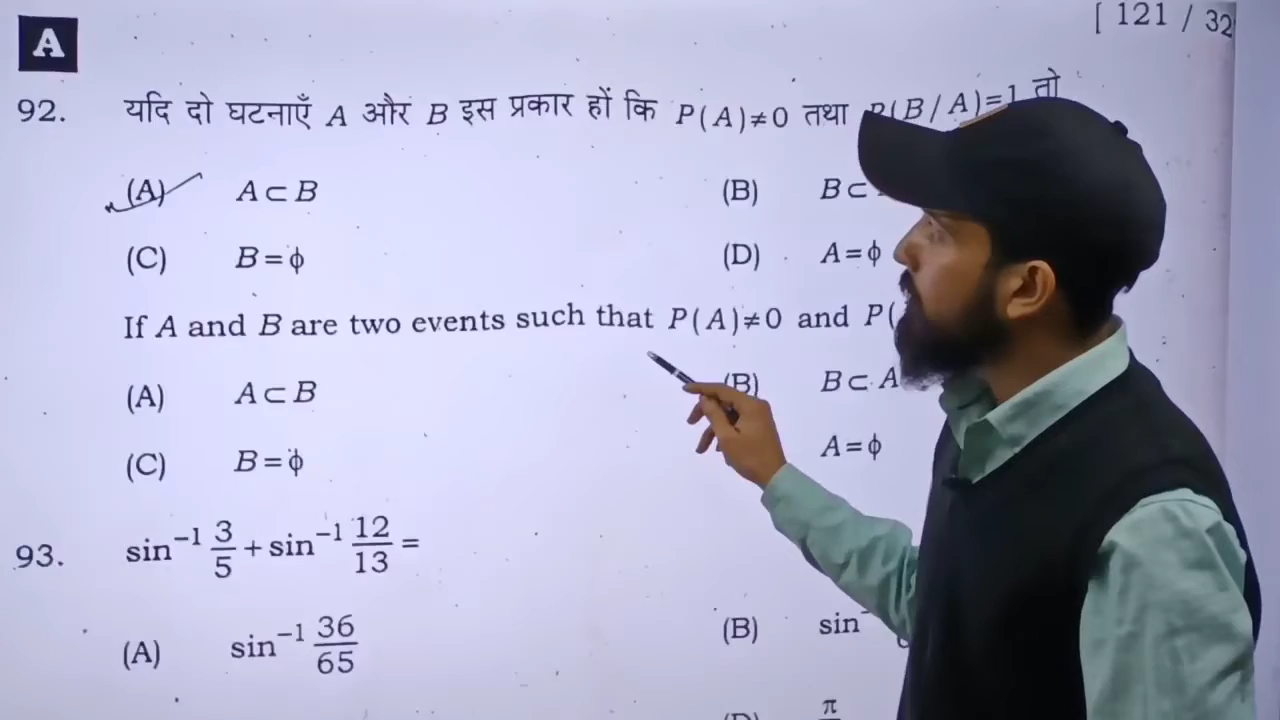 A
[ 121 / 32
92. यदि दो घटनाएँ A और B इस प्रकार हों कि P(A)≠0 तथा P(B/A)=1 तो
(A) A⊂B (B) B⊂
(C) B=ϕ (D) A=ϕ
If A and B are two events such that P(A)≠0 and P(
(A) A⊂B (B) B⊂A
(C) B=ϕ A=ϕ
93. sin⁻¹ 3/5 + sin⁻¹ 12/13 =
(A) sin⁻¹ 36/65 (B) sin
(D) π